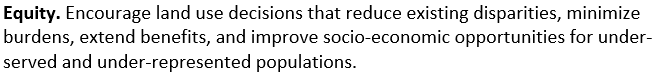 Equity. Encourage land use decisions that reduce existing disparities, minimize
burdens, extend benefits, and improve socio-economic opportunities for under-
served and under-represented populations.